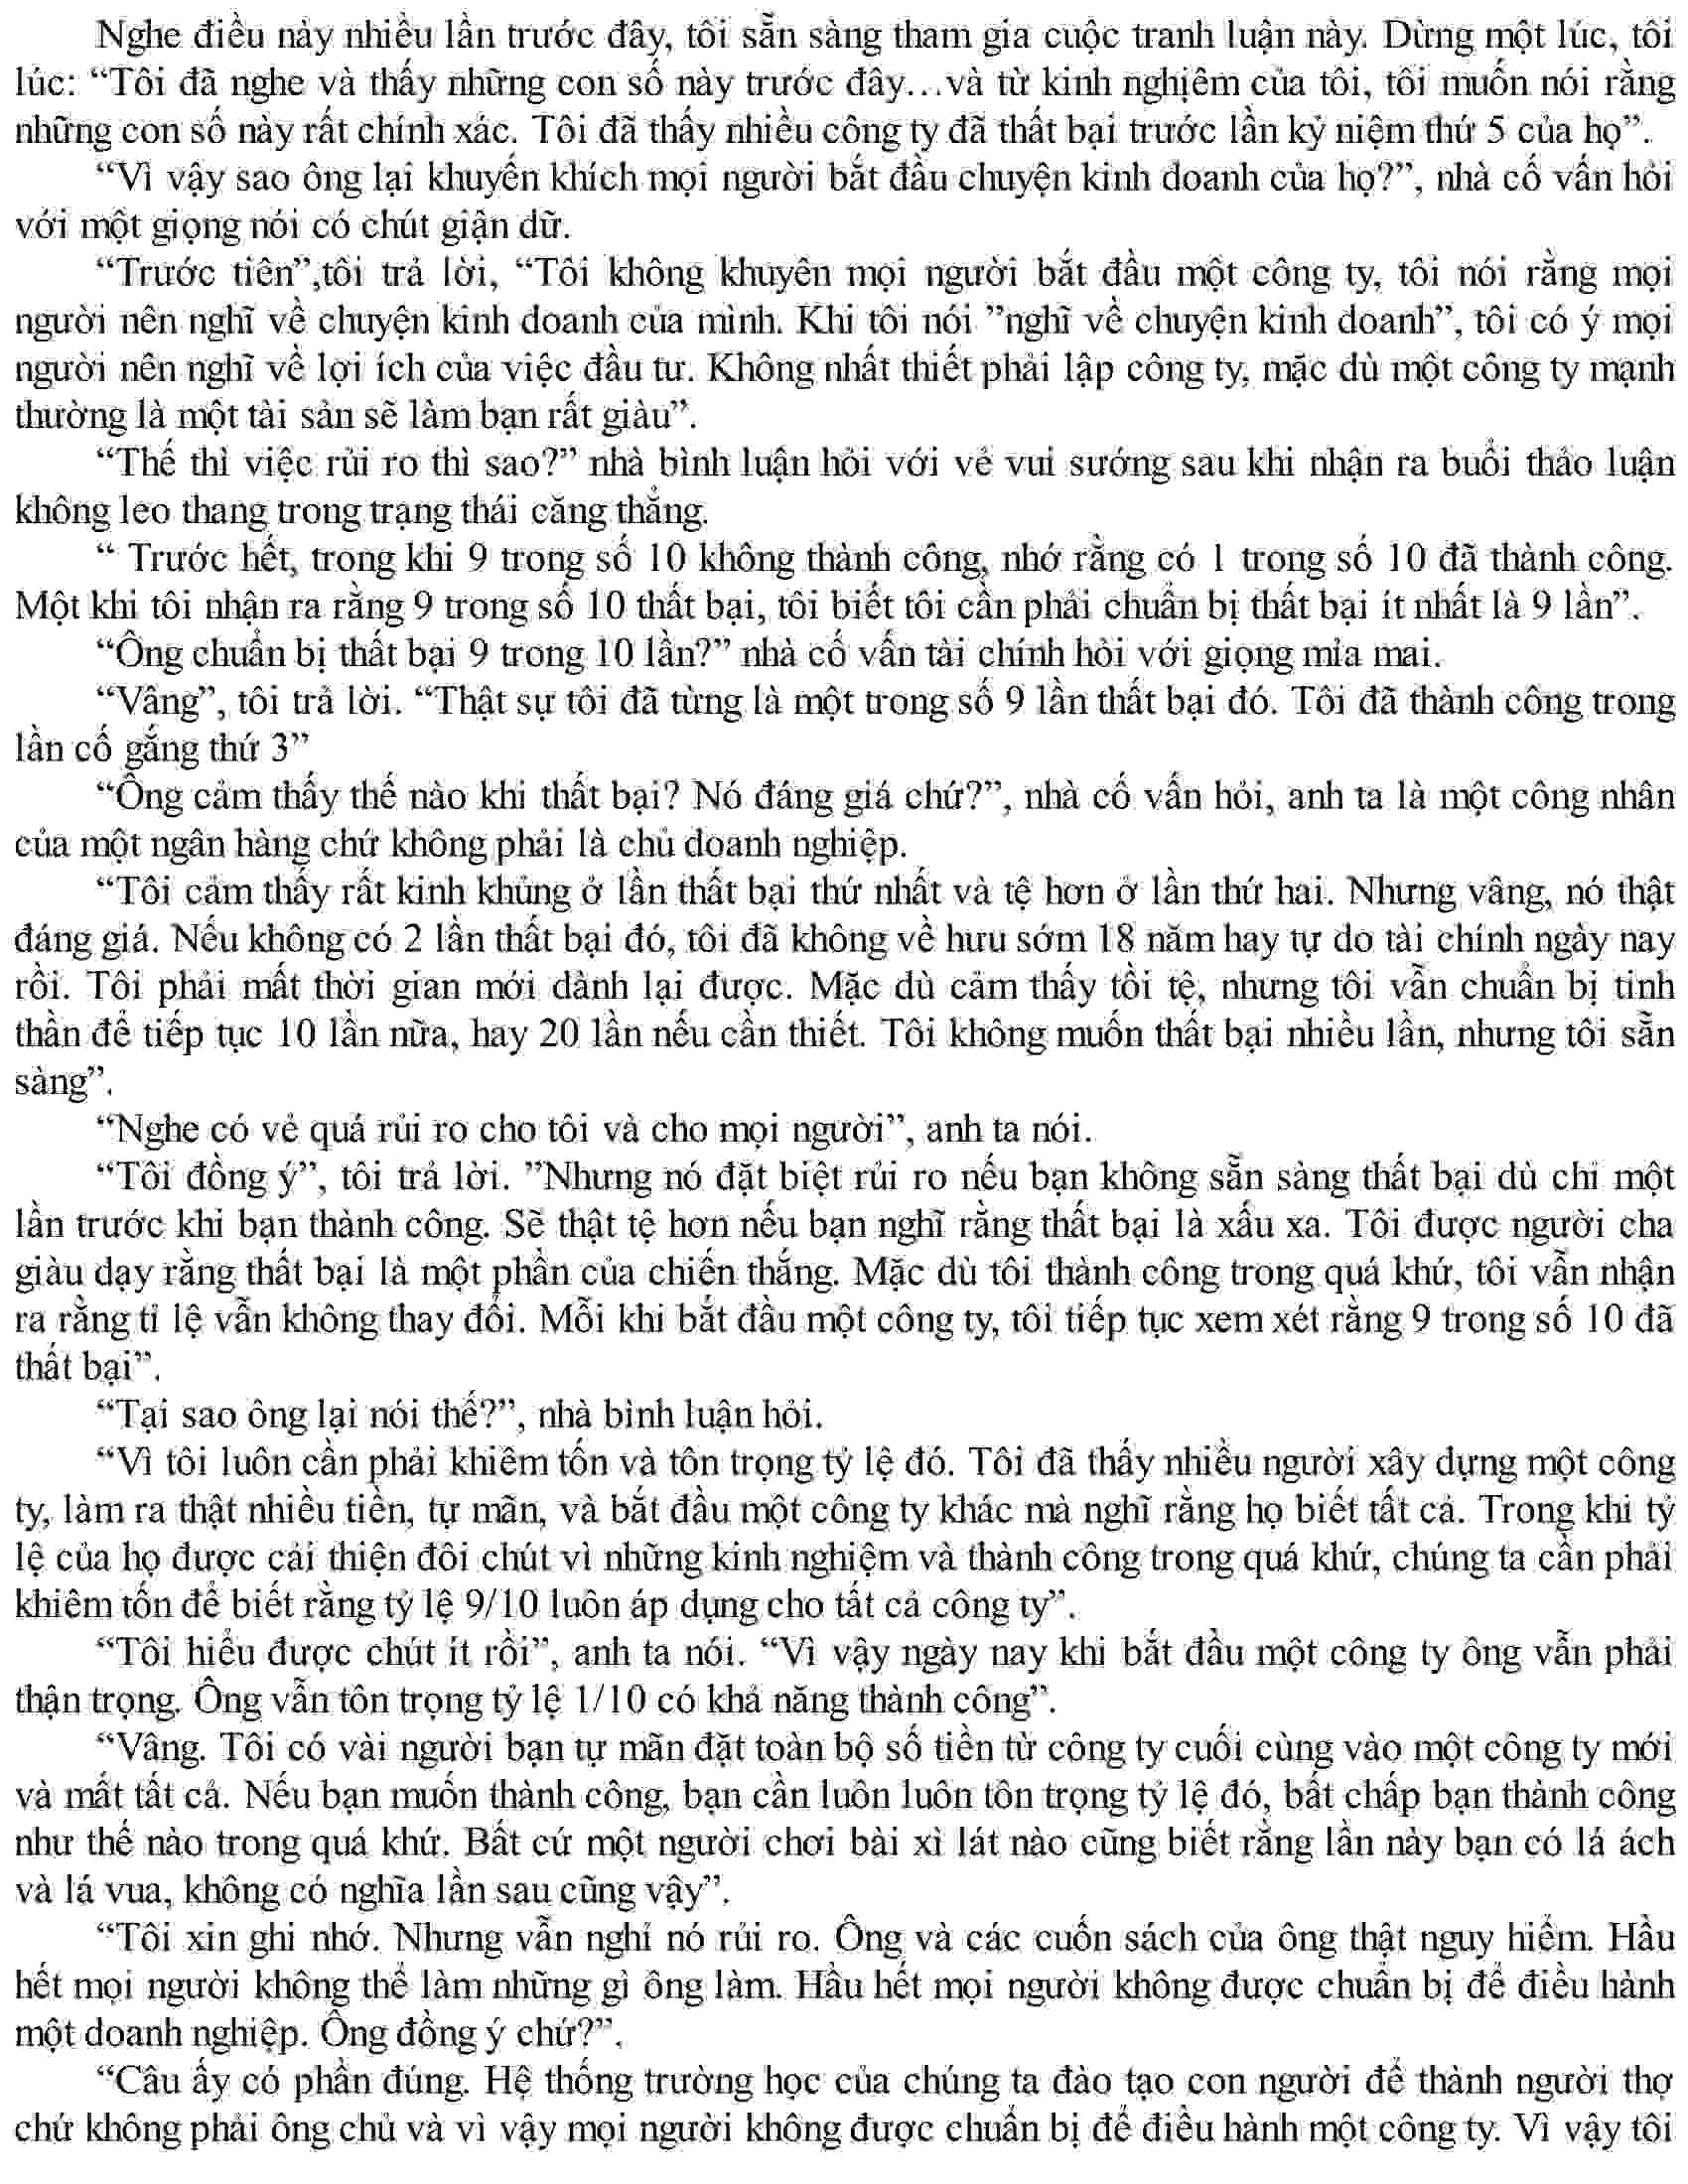 Nghe điều này nhiều lần trước đây, tôi sẵn sàng tham gia cuộc tranh luận này. Dừng một lúc, tôi
lúc: “Tôi đã nghe và thấy những con số này trước đây…và từ kinh nghiệm của tôi, tôi muốn nói rằng
những con số này rất chính xác. Tôi đã thấy nhiều công ty đã thất bại trước lần kỷ niệm thứ 5 của họ”.
“Vì vậy sao ông lại khuyến khích mọi người bắt đầu chuyện kinh doanh của họ?”, nhà cố vấn hỏi
với một giọng nói có chút giận dữ.
“Trước tiên”,tôi trả lời, “Tôi không khuyên mọi người bắt đầu một công ty, tôi nói rằng mọi
người nên nghĩ về chuyện kinh doanh của mình. Khi tôi nói ”nghĩ về chuyện kinh doanh”, tôi có ý mọi
người nên nghĩ về lợi ích của việc đầu tư. Không nhất thiết phải lập công ty, mặc dù một công ty mạnh
thường là một tài sản sẽ làm bạn rất giàu”.
“Thế thì việc rủi ro thì sao?” nhà bình luận hỏi với vẻ vui sướng sau khi nhận ra buổi thảo luận
không leo thang trong trạng thái căng thẳng.
“ Trước hết, trong khi 9 trong số 10 không thành công, nhớ rằng có 1 trong số 10 đã thành công.
Một khi tôi nhận ra rằng 9 trong số 10 thất bại, tôi biết tôi cần phải chuẩn bị thất bại ít nhất là 9 lần”.
“Ông chuẩn bị thất bại 9 trong 10 lần?” nhà cố vấn tài chính hỏi với giọng mỉa mai.
“Vâng”, tôi trả lời. “Thật sự tôi đã từng là một trong số 9 lần thất bại đó. Tôi đã thành công trong
lần cố gắng thứ 3”
“Ông cảm thấy thế nào khi thất bại? Nó đáng giá chứ?”, nhà cố vấn hỏi, anh ta là một công nhân
của một ngân hàng chứ không phải là chủ doanh nghiệp.
“Tôi cảm thấy rất kinh khủng ở lần thất bại thứ nhất và tệ hơn ở lần thứ hai. Nhưng vâng, nó thật
đáng giá. Nếu không có 2 lần thất bại đó, tôi đã không về hưu sớm 18 năm hay tự do tài chính ngày nay
rồi. Tôi phải mất thời gian mới dành lại được. Mặc dù cảm thấy tồi tệ, nhưng tôi vẫn chuẩn bị tinh
thần để tiếp tục 10 lần nữa, hay 20 lần nếu cần thiết. Tôi không muốn thất bại nhiều lần, nhưng tôi sẵn
sàng”.
“Nghe có vẻ quá rủi ro cho tôi và cho mọi người”, anh ta nói.
“Tôi đồng ý”, tôi trả lời. ”Nhưng nó đặt biệt rủi ro nếu bạn không sẵn sàng thất bại dù chỉ một
lần trước khi bạn thành công. Sẽ thật tệ hơn nếu bạn nghĩ rằng thất bại là xấu xa. Tôi được người cha
giàu dạy rằng thất bại là một phần của chiến thắng. Mặc dù tôi thành công trong quá khứ, tôi vẫn nhận
ra rằng tỉ lệ vẫn không thay đổi. Mỗi khi bắt đầu một công ty, tôi tiếp tục xem xét rằng 9 trong số 10 đã
thất bại”.
“Tại sao ông lại nói thế?”, nhà bình luận hỏi.
“Vì tôi luôn cần phải khiêm tốn và tôn trọng tỷ lệ đó. Tôi đã thấy nhiều người xây dựng một công
ty, làm ra thật nhiều tiền, tự mãn, và bắt đầu một công ty khác mà nghĩ rằng họ biết tất cả. Trong khi tỷ
lệ của họ được cải thiện đôi chút vì những kinh nghiệm và thành công trong quá khứ, chúng ta cần phải
khiêm tốn để biết rằng tỷ lệ 9/10 luôn áp dụng cho tất cả công ty”.
“Tôi hiểu được chút ít rồi”, anh ta nói. “Vì vậy ngày nay khi bắt đầu một công ty ông vẫn phải
thận trọng. Ông vẫn tôn trọng tỷ lệ 1/10 có khả năng thành công”.
“Vâng. Tôi có vài người bạn tự mãn đặt toàn bộ số tiền từ công ty cuối cùng vào một công ty mới
và mất tất cả. Nếu bạn muốn thành công, bạn cần luôn luôn tôn trọng tỷ lệ đó, bất chấp bạn thành công
như thế nào trong quá khứ. Bất cứ một người chơi bài xì lát nào cũng biết rằng lần này bạn có lá ách
và lá vua, không có nghĩa lần sau cũng vậy”.
“Tôi xin ghi nhớ. Nhưng vẫn nghỉ nó rủi ro. Ông và các cuốn sách của ông thật nguy hiểm. Hầu
hết mọi người không thể làm những gì ông làm. Hầu hết mọi người không được chuẩn bị để điều hành
một doanh nghiệp. Ông đồng ý chứ?”.
“Câu ấy có phần đúng. Hệ thống trường học của chúng ta đào tạo con người để thành người thợ
chứ không phải ông chủ và vì vậy mọi người không được chuẩn bị để điều hành một công ty. Vì vậy tôi